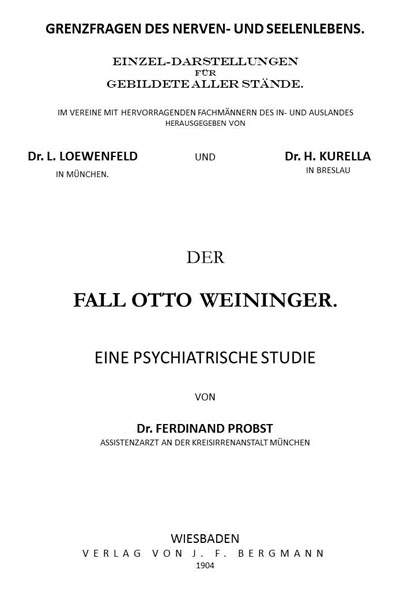 GRENZFRAGEN DES NERVEN- UND SEELENLEBENS.
EINZEL-DARSTELLUNGEN
FÜR
GEBILDETE ALLER STÄNDE.
IM VEREINE MIT HERVORRAGENDEN FACHMÄNNERN DES IN- UND AUSLANDES
HERAUSGEGEBEN VON
Dr. L. LOEWENFELD UND Dr. H. KURELLA
IN MÜNCHEN. IN BRESLAU
DER
FALL OTTO WEININGER.
EINE PSYCHIATRISCHE STUDIE
VON
Dr. FERDINAND PROBST
ASSISTENZARZT AN DER KREISIRRENANSTALT MÜNCHEN
WIESBADEN
VERLAG VON J. F. BERGMANN
1904